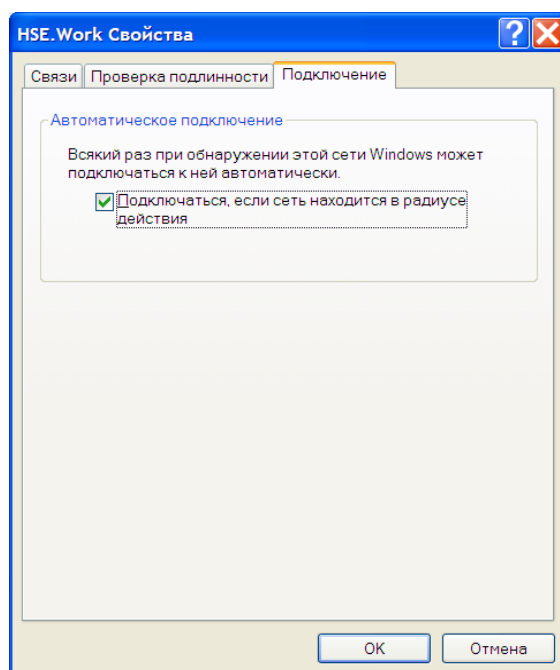 HSE.Work Свойства
Связи Проверка подлинности Подключение
Автоматическое подключение
Всякий раз при обнаружении этой сети Windows может
подключаться к ней автоматически.
Подключаться, если сеть находится в радиусе
действия
OK Отмена